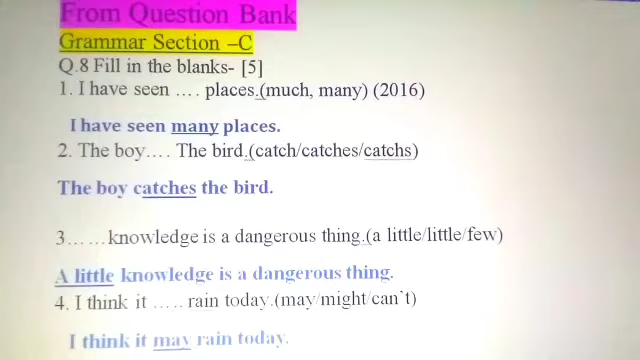 From Question Bank
Grammar Section –C
Q.8 Fill in the blanks- [5]
1. I have seen …. places.(much, many) (2016)
I have seen many places.
2. The boy…. The bird.(catch/catches/catchs)
The boy catches the bird.
3…. …knowledge is a dangerous thing.(a little/little/few)
A little knowledge is a dangerous thing.
4. I think it ….. rain today.(may/might/can`t)
I think it may rain today.